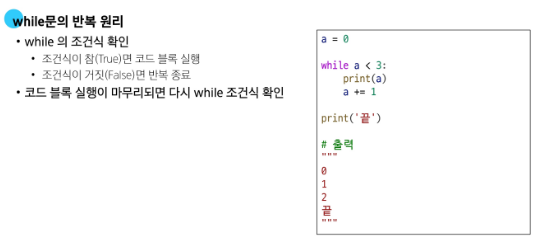 while문의 반복 원리
• while 의 조건식 확인
• 조건식이 참(True)면 코드 블록 실행
• 조건식이 거짓(False)면 반복 종료
• 코드 블록 실행이 마무리되면 다시 while 조건식 확인
a = 0
while a < 3:
    print(a)
    a += 1
print('끝')
# 출력
"""
0
1
2
끝
"""